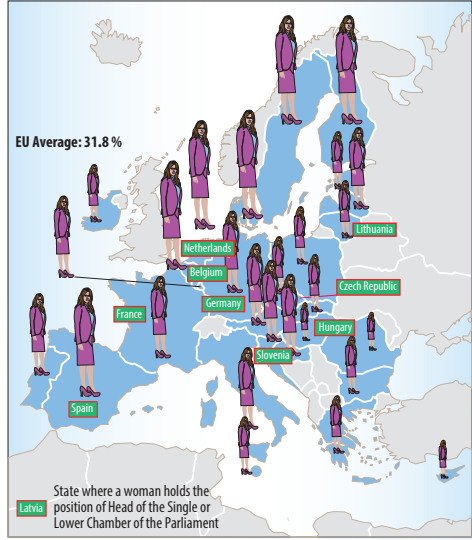 EU Average: 31.8 %
Lithuania
Netherlands
Belgium
Czech Republic
Germany
France
Hungary
Slovenia
Spain
Latvia
State where a woman holds the
position of Head of the Single or
Lower Chamber of the Parliament